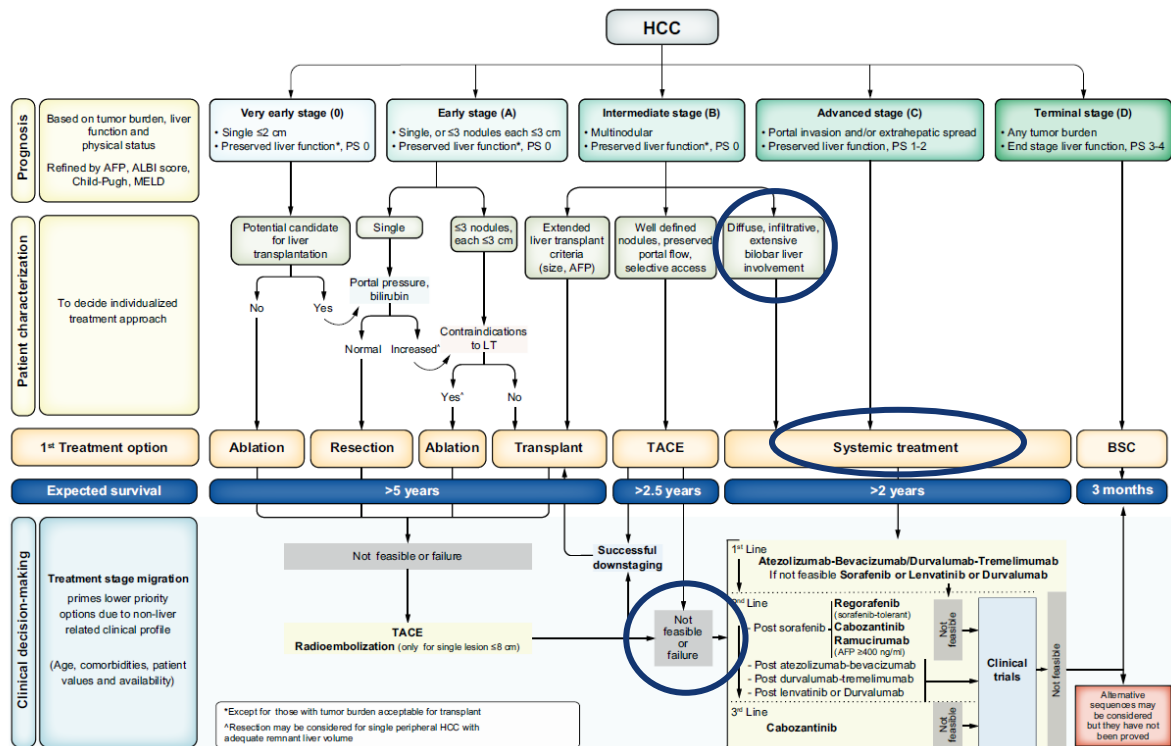 HCC
Prognosis
Based on tumor burden, liver
function and
physical status
Refined by AFP, ALBI score,
Child-Pugh, MELD
Very early stage (0)
• Single ≤2 cm
• Preserved liver function*, PS 0
Early stage (A)
• Single, or ≤3 nodules each ≤3 cm
• Preserved liver function*, PS 0
Intermediate stage (B)
• Multinodular
• Preserved liver function*, PS 0
Advanced stage (C)
• Portal invasion and/or extrahepatic spread
• Preserved liver function, PS 1-2
Terminal stage (D)
• Any tumor burden
• End stage liver function, PS 3-4
Patient characterization
To decide individualized
treatment approach
Potential candidate
for liver
transplantation
Single
≤3 nodules,
each ≤3 cm
Extended
liver transplant
criteria
(size, AFP)
Well defined
nodules, preserved
portal flow,
selective access
Diffuse, infiltrative,
extensive
bilobar liver
involvement
No
Yes
Portal pressure,
bilirubin
Normal
Increased^
Contraindications
to LT
Yes^
No
1st Treatment option
Ablation
Resection
Ablation
Transplant
TACE
Systemic treatment
BSC
Expected survival
>5 years
>2.5 years
>2 years
3 months
Clinical decision-making
Treatment stage migration
primes lower priority
options due to non-liver
related clinical profile
(Age, comorbidities, patient
values and availability)
Not feasible or failure
Successful
downstaging
TACE
Radioembolization (only for single lesion ≤8 cm)
Not
feasible
or
failure
1st Line
Atezolizumab-Bevacizumab/Durvalumab-Tremelimumab
If not feasible Sorafenib or Lenvatinib or Durvalumab
2nd Line
- Post sorafenib
Regorafenib
(sorafenib-tolerant)
Cabozantinib
Ramucirumab
(AFP ≥400 ng/ml)
Not
feasible
- Post atezolizumab-bevacizumab
- Post durvalumab-tremelimumab
- Post lenvatinib or Durvalumab
3rd Line
Cabozantinib
Not
feasible
Clinical
trials
Not feasible
Alternative
sequences may
be considered
but they have not
been proved
*Except for those with tumor burden acceptable for transplant
^Resection may be considered for single peripheral HCC with
adequate remnant liver volume